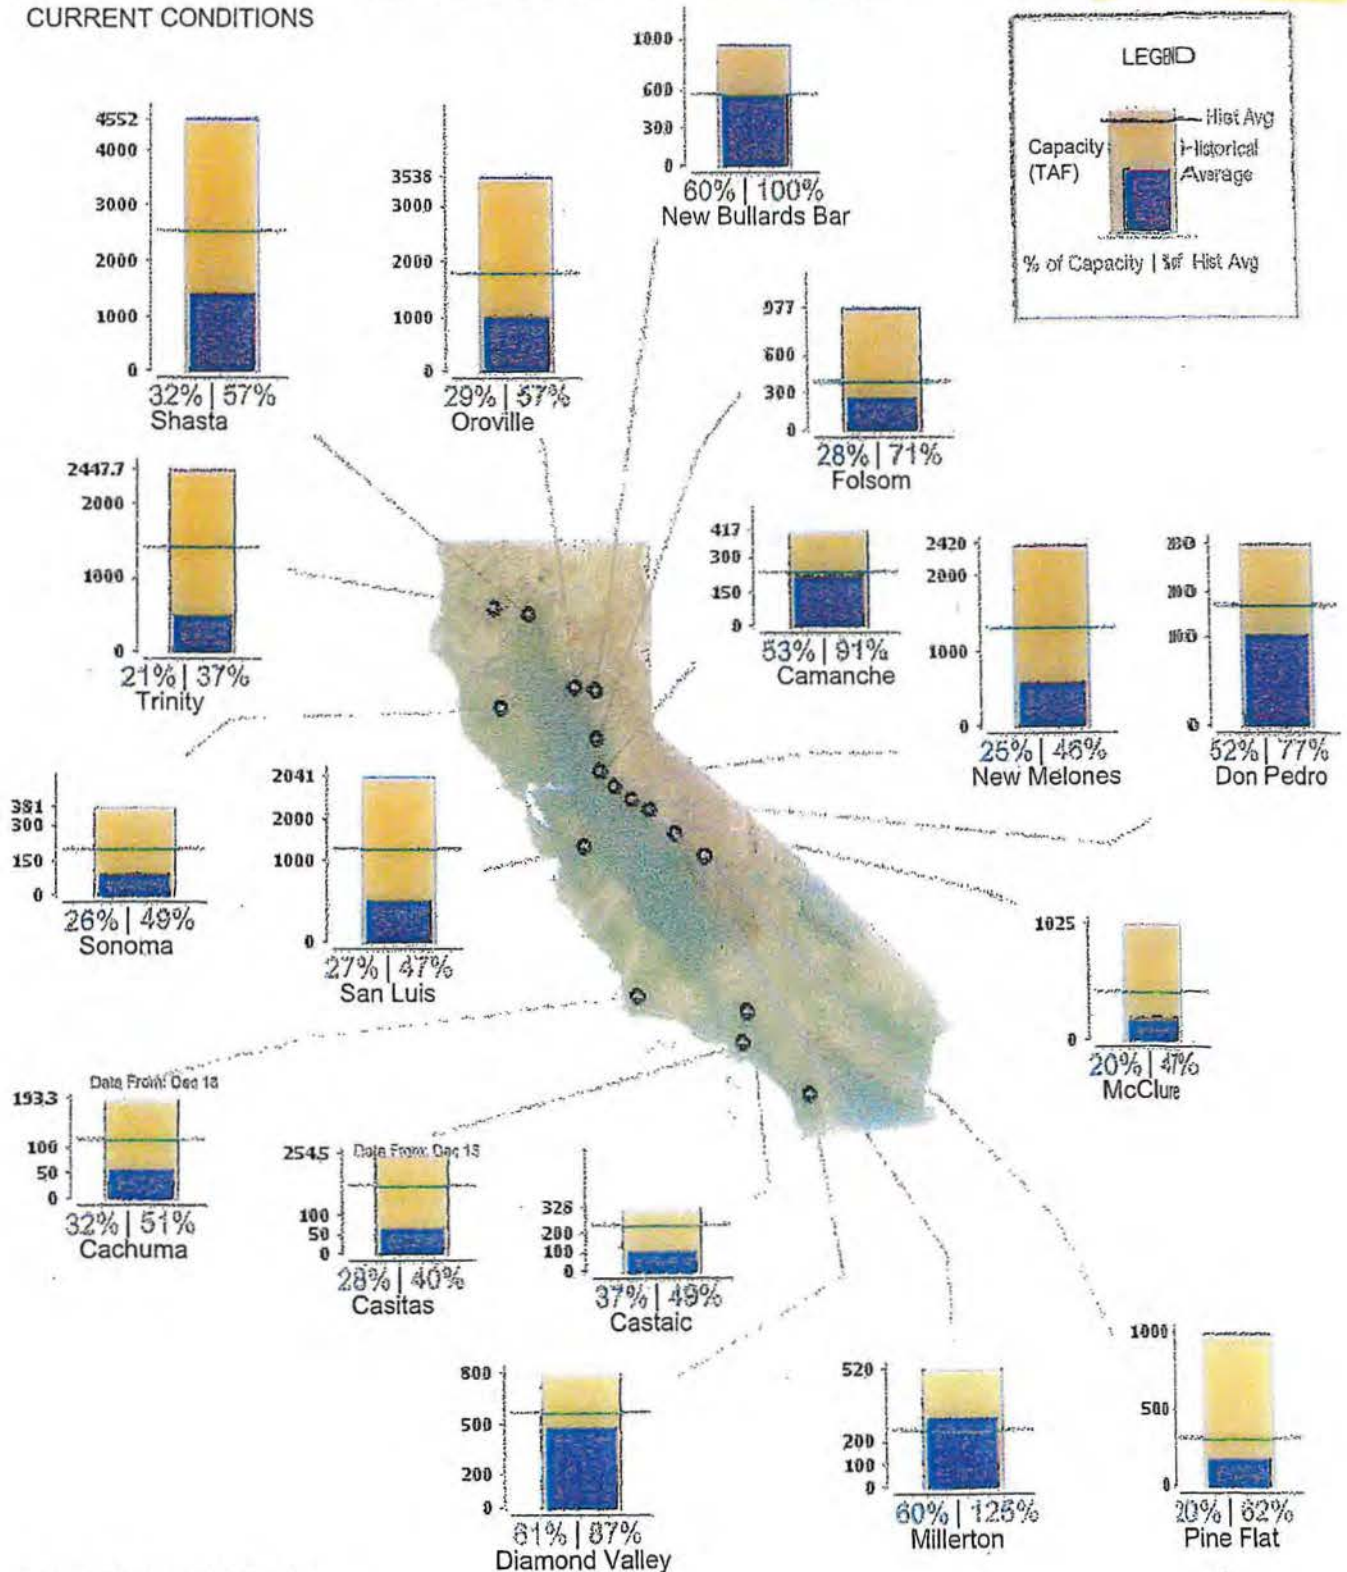 CURRENT CONDITIONS
LEGEND
Hist Avg
Capacity
(TAF)
Historical
Average
% of Capacity | % of Hist Avg
1000
600
300
0
60% | 100%
New Bullards Bar
4552
4000
3000
2000
1000
0
32% | 57%
Shasta
3538
3000
2000
1000
0
29% | 57%
Oroville
977
600
300
0
28% | 71%
Folsom
2447.7
2000
1000
0
21% | 37%
Trinity
417
300
150
0
53% | 91%
Camanche
2420
2000
1000
0
25% | 46%
New Melones
0
52% | 77%
Don Pedro
381
300
150
0
26% | 49%
Sonoma
2041
2000
1000
0
27% | 47%
San Luis
1025
0
20% | 47%
McClure
Data From: Dec 18
193.3
100
50
0
32% | 51%
Cachuma
Data From: Dec 18
254.5
100
50
0
28% | 40%
Casitas
328
200
100
0
37% | 49%
Castaic
800
500
200
0
61% | 87%
Diamond Valley
520
200
100
0
60% | 125%
Millerton
1000
500
0
20% | 62%
Pine Flat